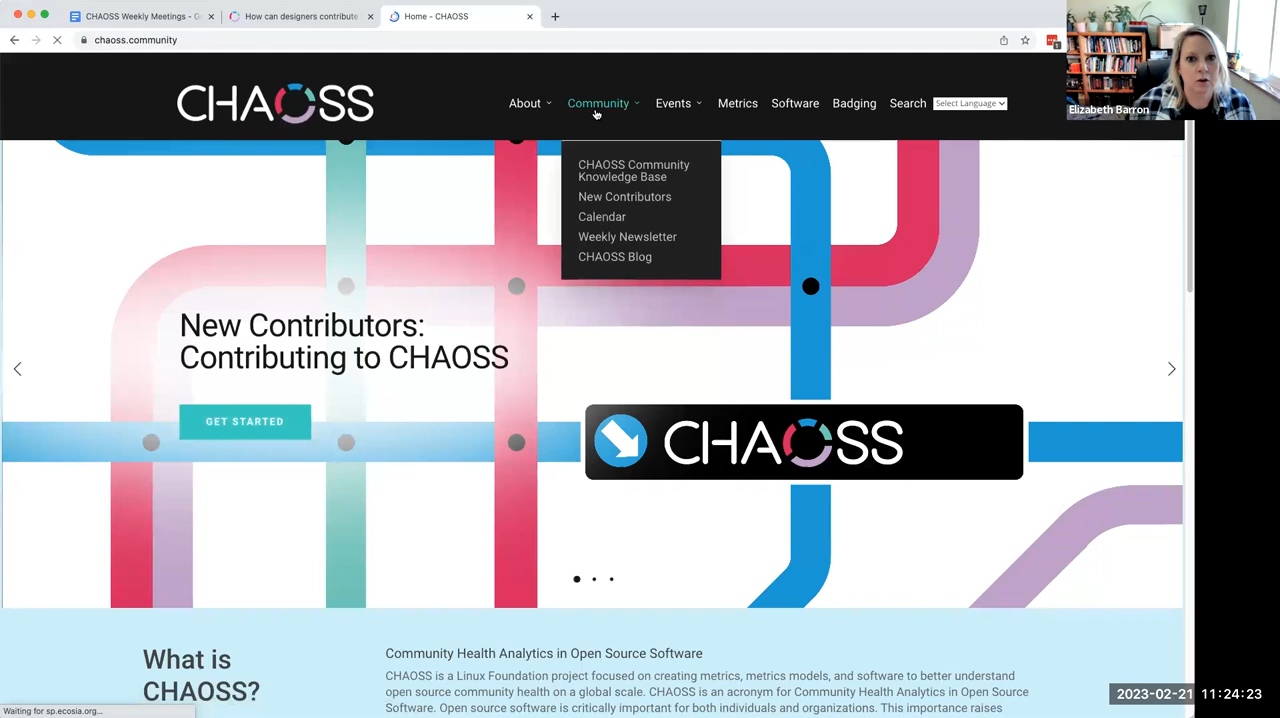 CHAOSS Weekly Meetings - G
How can designers contribute
Home - CHAOSS
chaoss.community
Elizabeth Barron
CHAOSS
About
Community
Events
Metrics
Software
Badging
Search
Select Language
CHAOSS Community
Knowledge Base
New Contributors
Calendar
Weekly Newsletter
CHAOSS Blog
New Contributors:
Contributing to CHAOSS
GET STARTED
CHAOSS
What is
CHAOSS?
Community Health Analytics in Open Source Software
CHAOSS is a Linux Foundation project focused on creating metrics, metrics models, and software to better understand
open source community health on a global scale. CHAOSS is an acronym for Community Health Analytics in Open Source
Software. Open source software is critically important for both individuals and organizations. This importance raises
Waiting for sp.ecosia.org...
2023-02-21 11:24:23